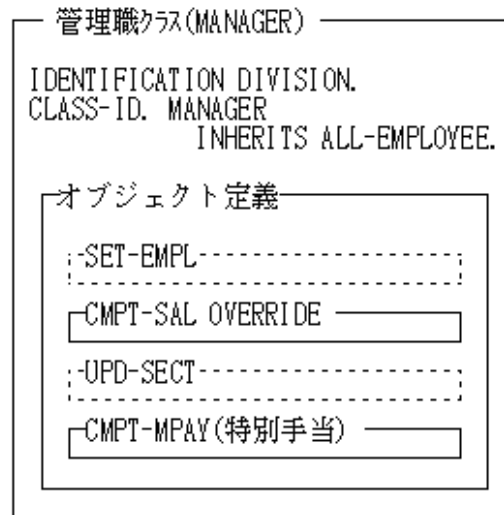 管理職ｸﾗｽ(MANAGER)
IDENTIFICATION DIVISION.
CLASS-ID. MANAGER
INHERITS ALL-EMPLOYEE.
オブジェクト定義
SET-EMPL
CMPT-SAL OVERRIDE
UPD-SECT
CMPT-MPAY(特別手当)